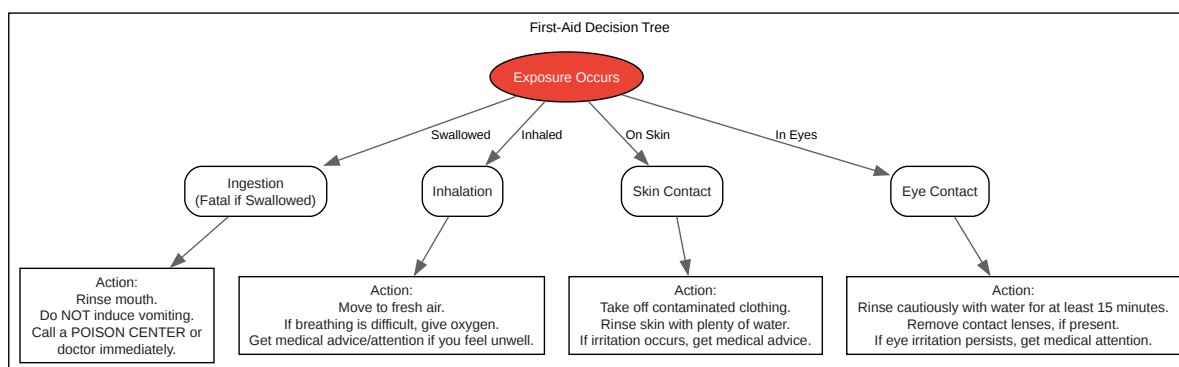 First-Aid Decision Tree
Exposure Occurs
Swallowed
Inhaled
On Skin
In Eyes
Ingestion
(Fatal if Swallowed)
Inhalation
Skin Contact
Eye Contact
Action:
Rinse mouth.
Do NOT induce vomiting.
Call a POISON CENTER or
doctor immediately.
Action:
Move to fresh air.
If breathing is difficult, give oxygen.
Get medical advice/attention if you feel unwell.
Action:
Take off contaminated clothing.
Rinse skin with plenty of water.
If irritation occurs, get medical advice.
Action:
Rinse cautiously with water for at least 15 minutes.
Remove contact lenses, if present.
If eye irritation persists, get medical attention.